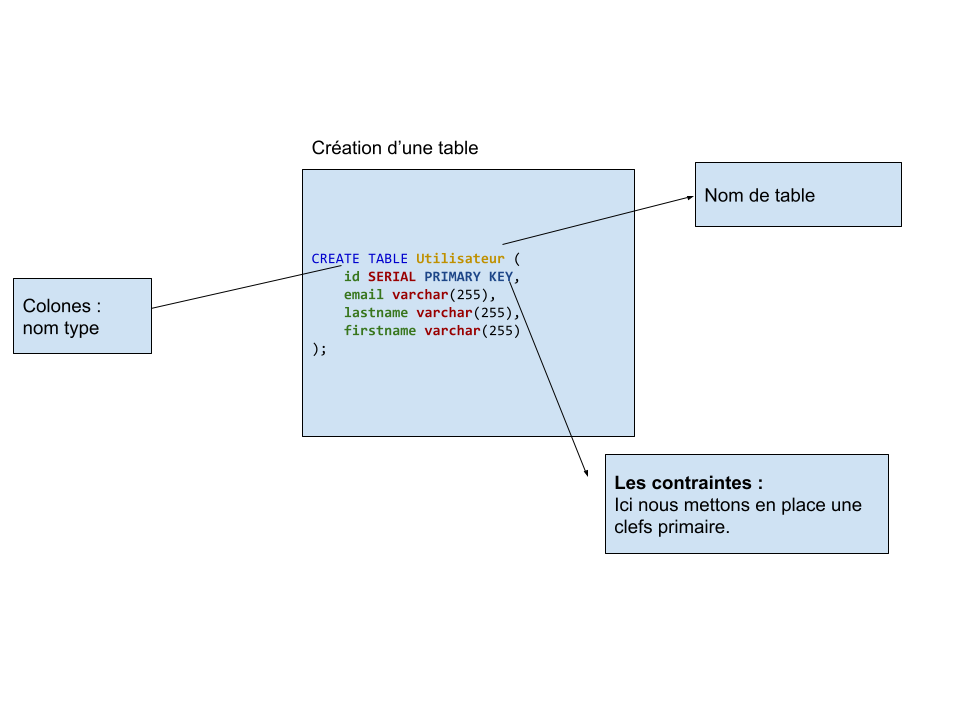 Création d’une table
Nom de table
CREATE TABLE Utilisateur (
id SERIAL PRIMARY KEY,
email varchar(255),
lastname varchar(255),
firstname varchar(255)
);
Colones :
nom type
Les contraintes :
Ici nous mettons en place une
clefs primaire.